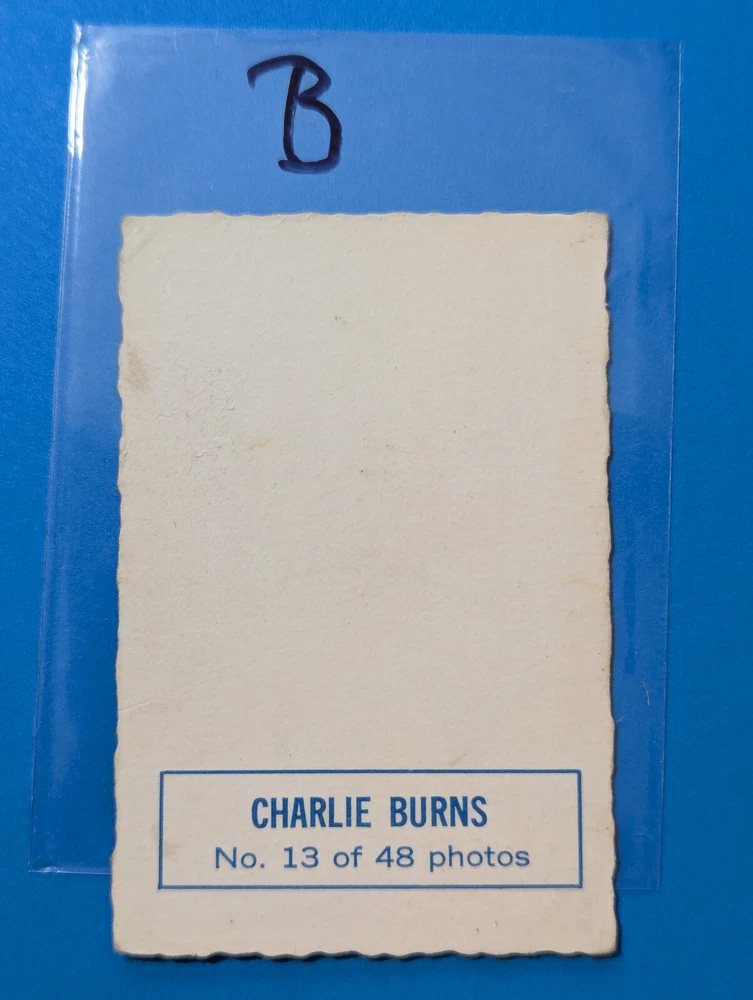 B
CHARLIE BURNS
No. 13 of 48 photos